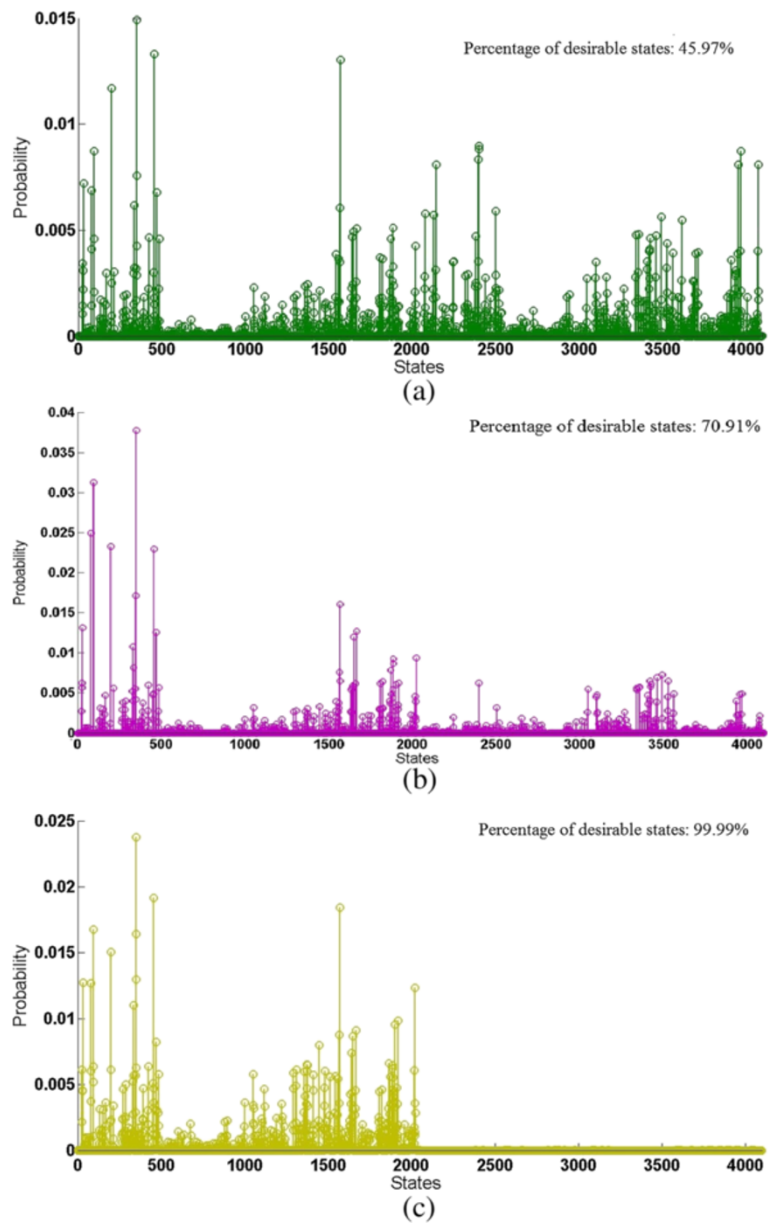 0.015
Percentage of desirable states: 45.97%
0.01
Probability
0.005
0
0 500 1000 1500 2000 2500 3000 3500 4000
States
(a)
0.04
Percentage of desirable states: 70.91%
0.035
0.03
0.025
0.02
Probability
0.015
0.01
0.005
0
0 500 1000 1500 2000 2500 3000 3500 4000
States
(b)
0.025
Percentage of desirable states: 99.99%
0.02
0.015
Probability
0.01
0.005
0
0 500 1000 1500 2000 2500 3000 3500 4000
States
(c)